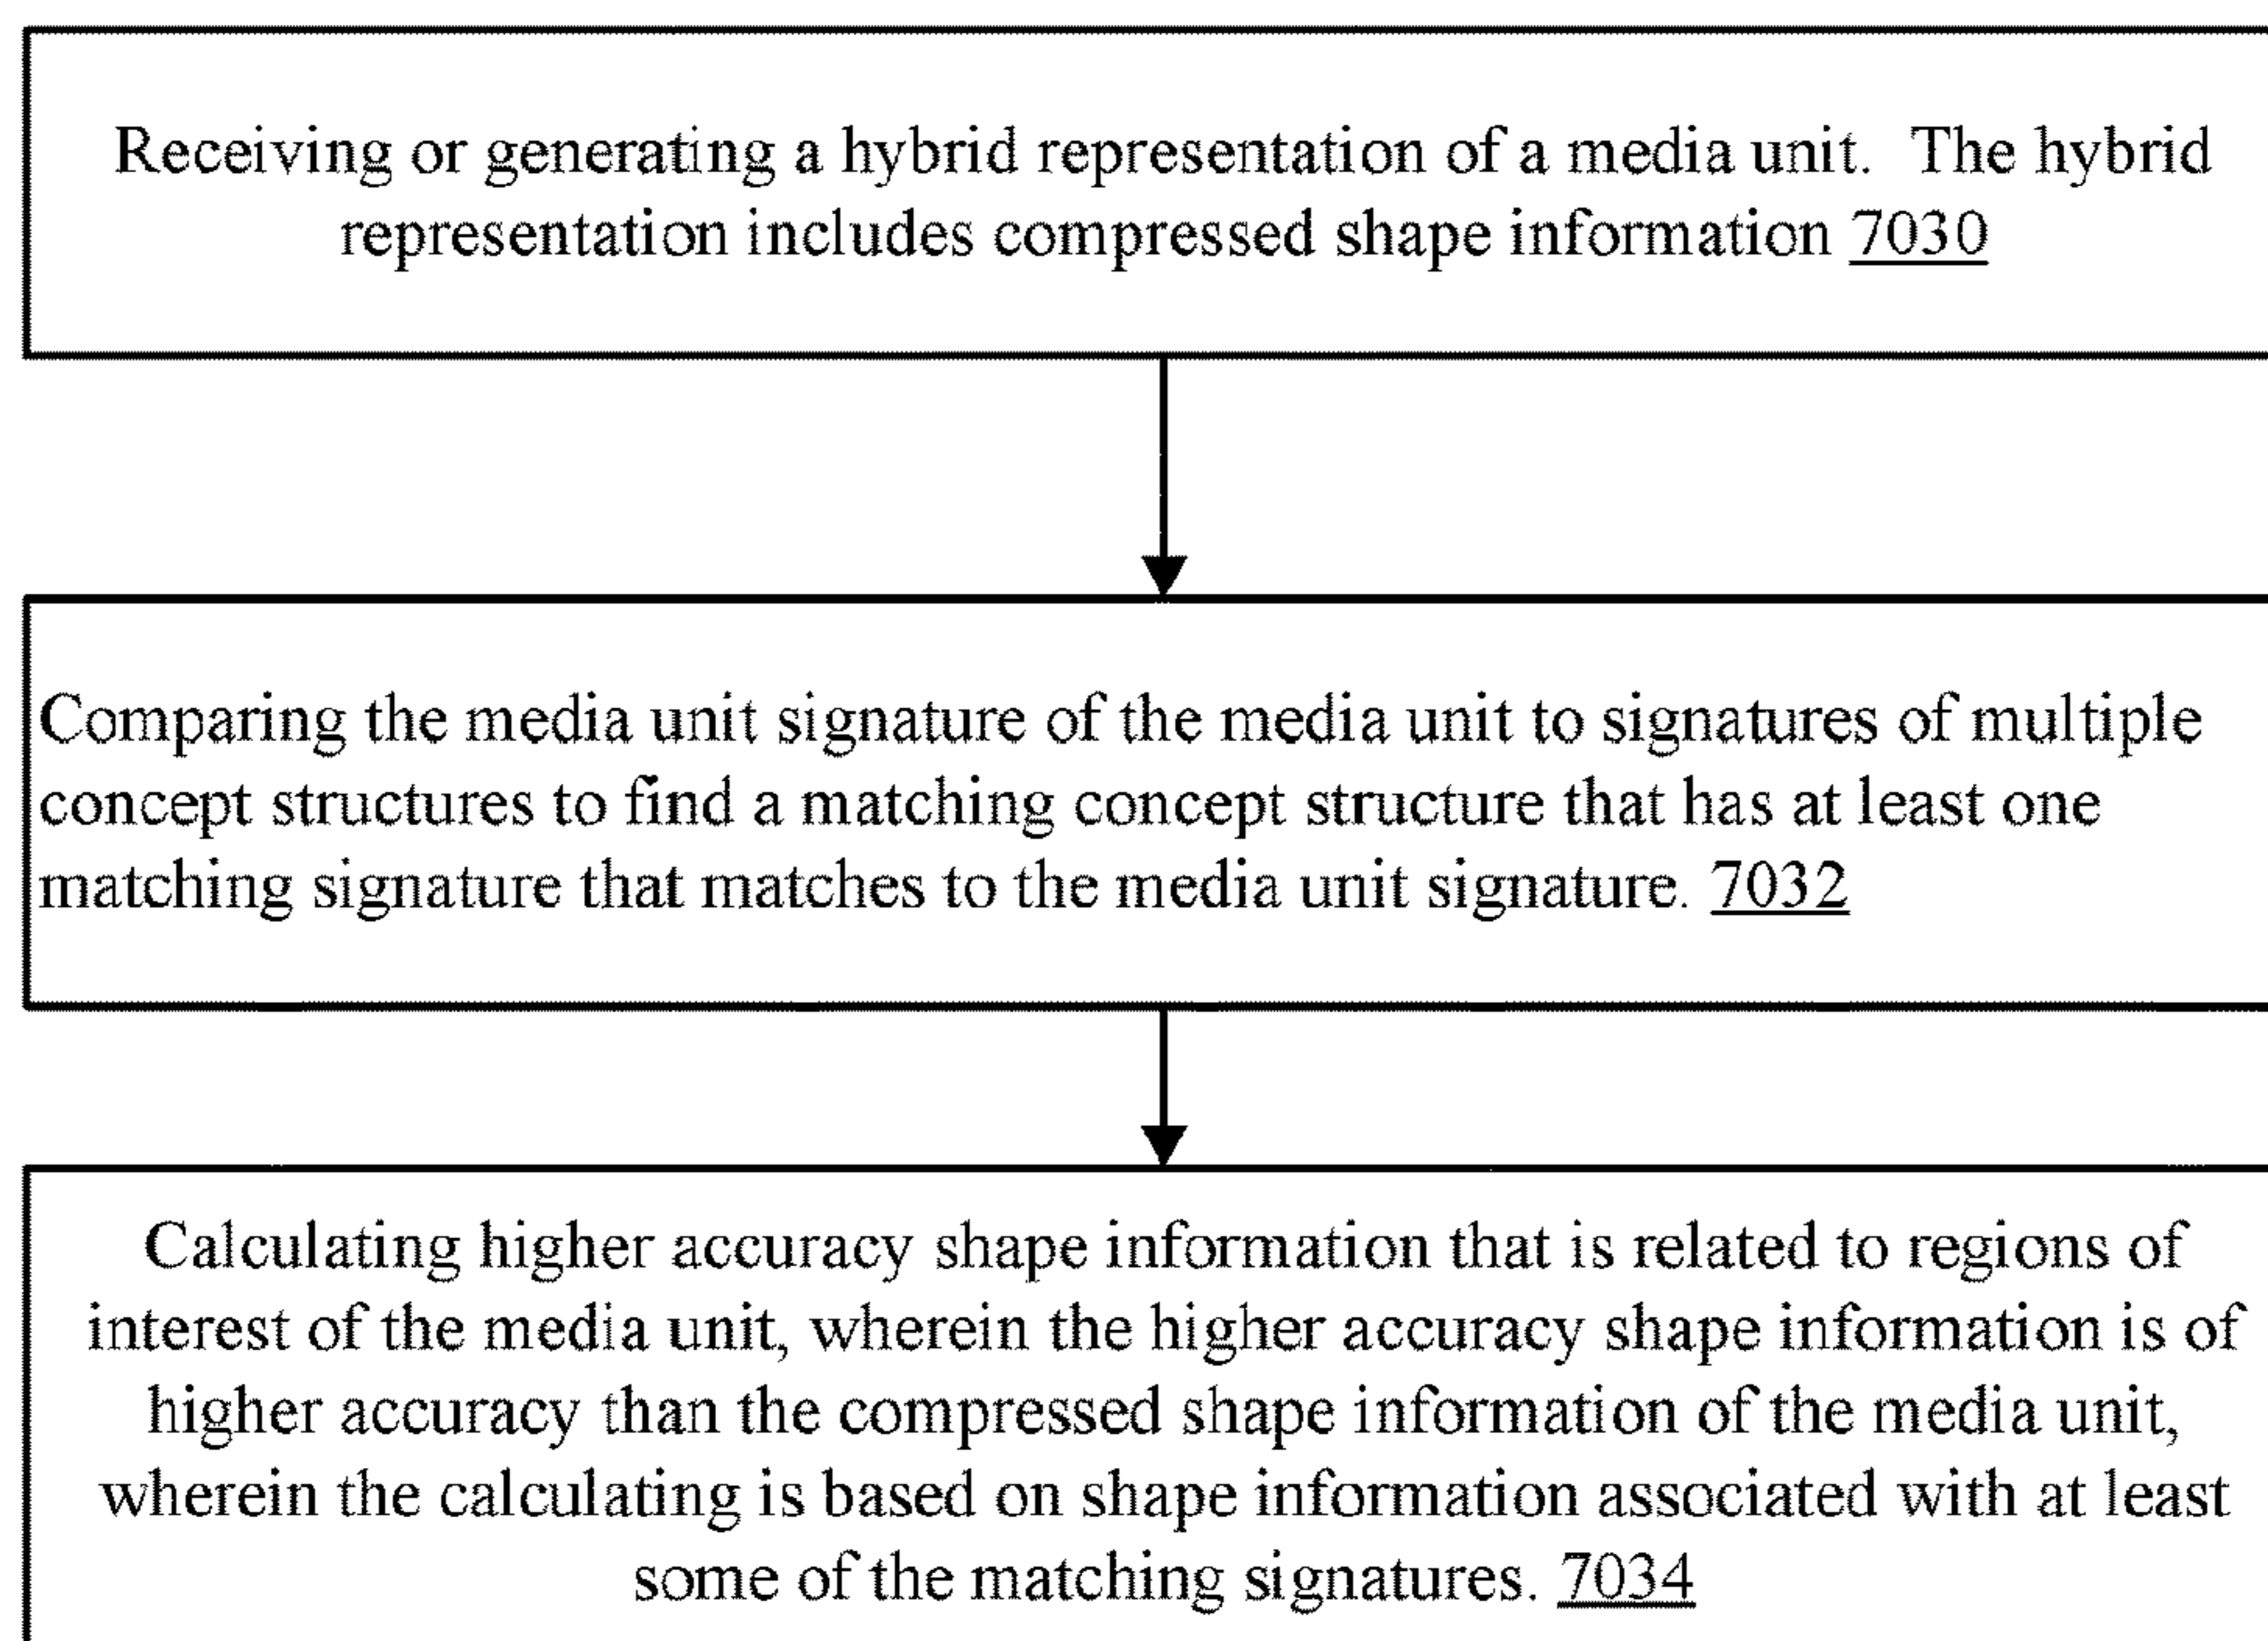 Receiving or generating a hybrid representation of a media unit. The hybrid
representation includes compressed shape information 7030
Comparing the media unit signature of the media unit to signatures of multiple
concept structures to find a matching concept structure that has at least one
matching signature that matches to the media unit signature. 7032
Calculating higher accuracy shape information that is related to regions of
interest of the media unit, wherein the higher accuracy shape information is of
higher accuracy than the compressed shape information of the media unit,
wherein the calculating is based on shape information associated with at least
some of the matching signatures. 7034